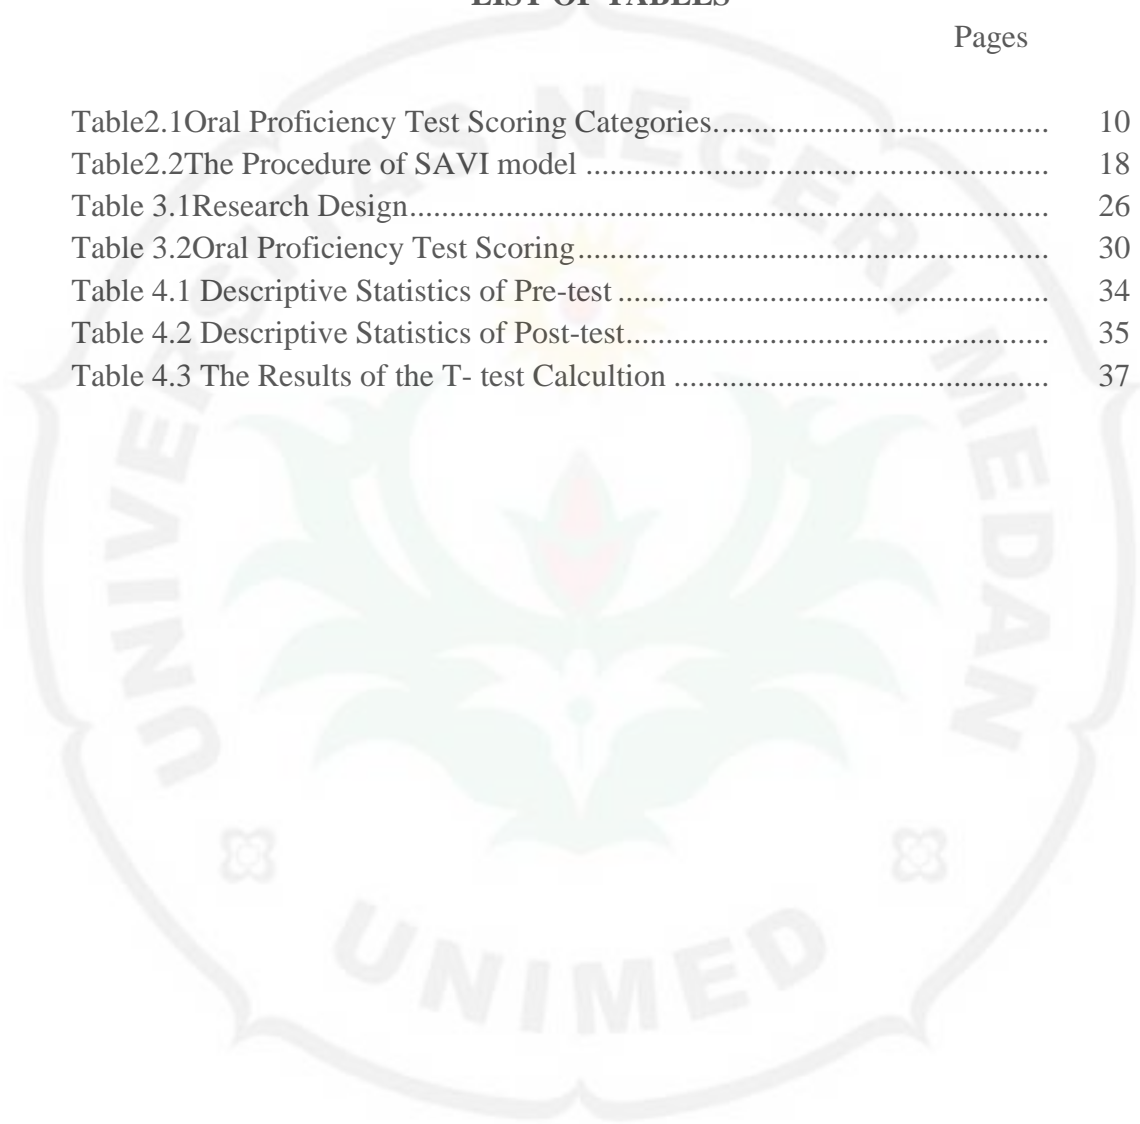 LIST OF TABLES
Pages
Table2.1Oral Proficiency Test Scoring Categories..................................... 10
Table2.2The Procedure of SAVI model ..................................................... 18
Table 3.1Research Design.......................................................................... 26
Table 3.2Oral Proficiency Test Scoring...................................................... 30
Table 4.1 Descriptive Statistics of Pre-test ................................................. 34
Table 4.2 Descriptive Statistics of Post-test................................................ 35
Table 4.3 The Results of the T- test Calcultion ........................................... 37
UNIVERSITAS NEGERI MEDAN
UNIMED